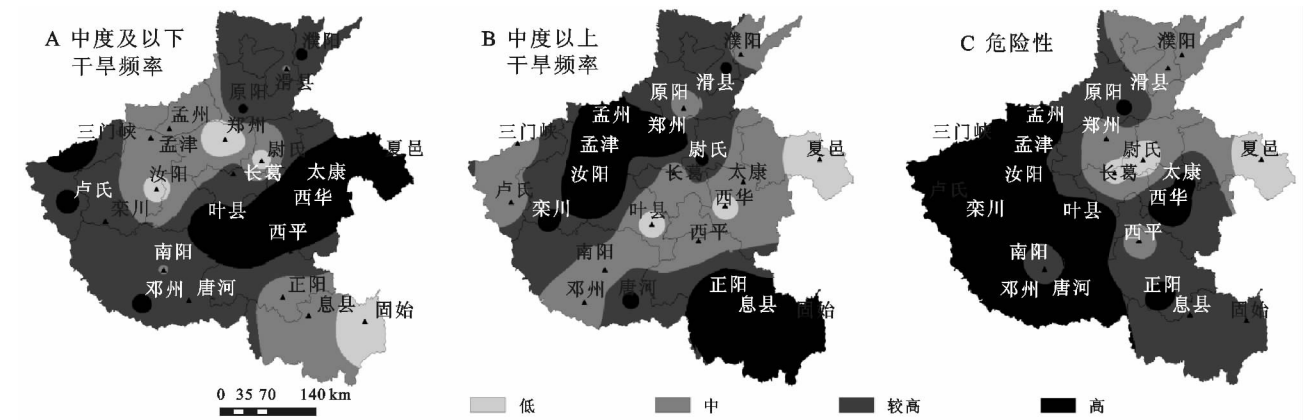 A 中度及以下
干旱频率
濮阳
滑县
原阳
孟州
三门峡
郑州
孟津
尉氏
夏邑
汝阳
长葛
太康
卢氏
西华
叶县
栾川
西平
南阳
正阳
邓州
唐河
息县
固始
B 中度以上
干旱频率
濮阳
滑县
原阳
孟州
三门峡
郑州
孟津
尉氏
夏邑
汝阳
长葛
太康
卢氏
西华
栾川
叶县
西平
南阳
正阳
邓州
唐河
息县
固始
C 危险性
濮阳
滑县
原阳
孟州
三门峡
郑州
孟津
尉氏
夏邑
汝阳
长葛
太康
卢氏
西华
栾川
叶县
西平
南阳
正阳
邓州
唐河
息县
固始
0 35 70 140 km
低
中
较高
高